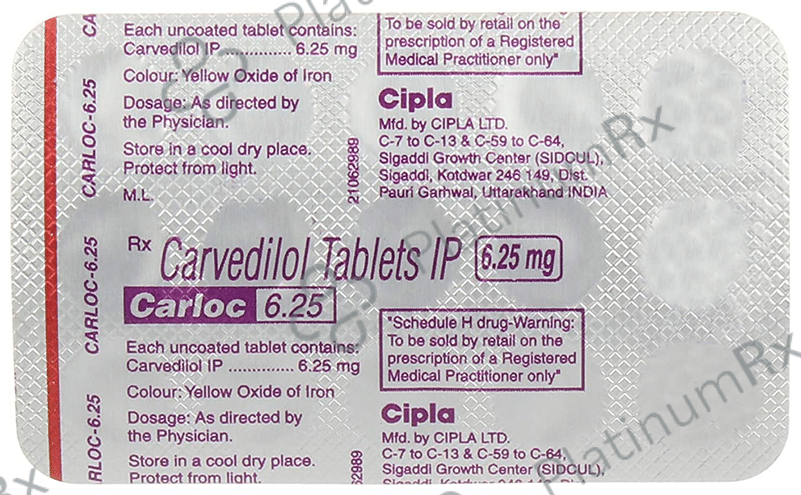 Each uncoated tablet contains:
Carvedilol IP .............. 6.25 mg
Colour: Yellow Oxide of Iron
Dosage: As directed by
the Physician.
Store in a cool dry place.
Protect from light.
M.L.
To be sold by retail on the
prescription of a Registered
Medical Practitioner only"
Cipla
Mfd. by CIPLA LTD.
C-7 to C-13 & C-59 to C-64,
Sigaddi Growth Center (SIDCUL),
Sigaddi, Kotdwar 246 149, Dist.
Pauri Garhwal, Uttarakhand INDIA
21062989
CARLOC-6.25
CARLOC-6.25
RLOC-6.25
CA
Rx Carvedilol Tablets IP 6.25 mg
Carloc 6.25
Each uncoated tablet contains:
Carvedilol IP .............. 6.25 mg
Colour: Yellow Oxide of Iron
Dosage: As directed by
the Physician.
Store in a cool dry place.
Protect from light.
"Schedule H drug-Warning:
To be sold by retail on the
prescription of a Registered
Medical Practitioner only"
Cipla
Mfd. by CIPLA LTD.
C-7 to C-13 & C-59 to C-64,
Sigaddi Growth Center (SIDCUL),
2989
PlatinumRx
PlatinumRx
Rx